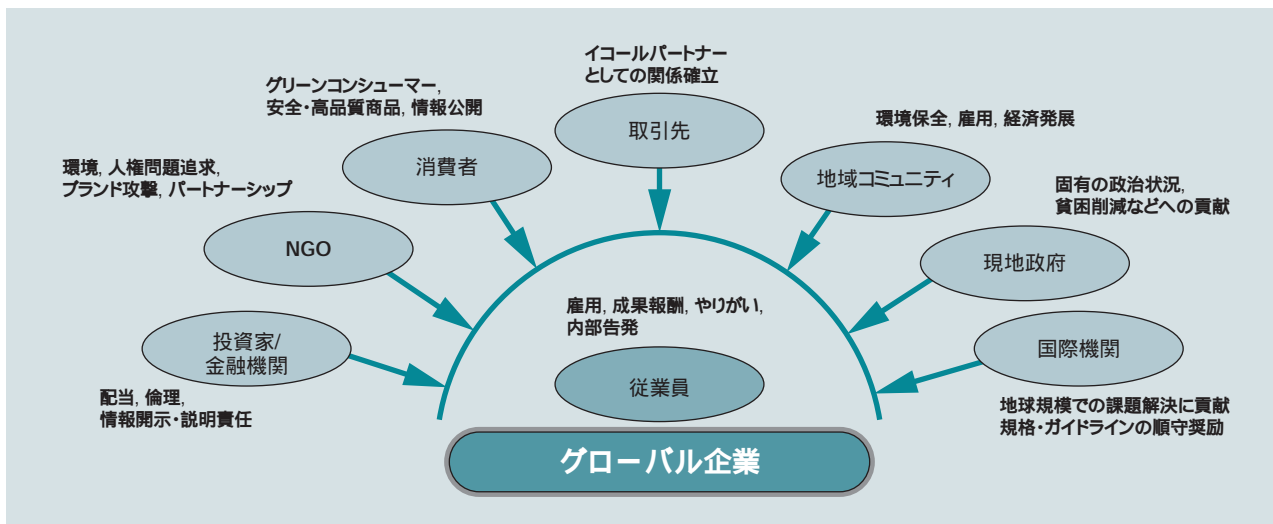 イコールパートナー
としての関係確立
取引先
グリーンコンシューマー,
安全・高品質商品, 情報公開
消費者
環境保全, 雇用, 経済発展
地域コミュニティ
環境, 人権問題追求,
ブランド攻撃, パートナーシップ
NGO
固有の政治状況,
貧困削減などへの貢献
現地政府
投資家/
金融機関
配当, 倫理,
情報開示・説明責任
雇用, 成果報酬, やりがい,
内部告発
従業員
国際機関
地球規模での課題解決に貢献
規格・ガイドラインの順守奨励
グローバル企業